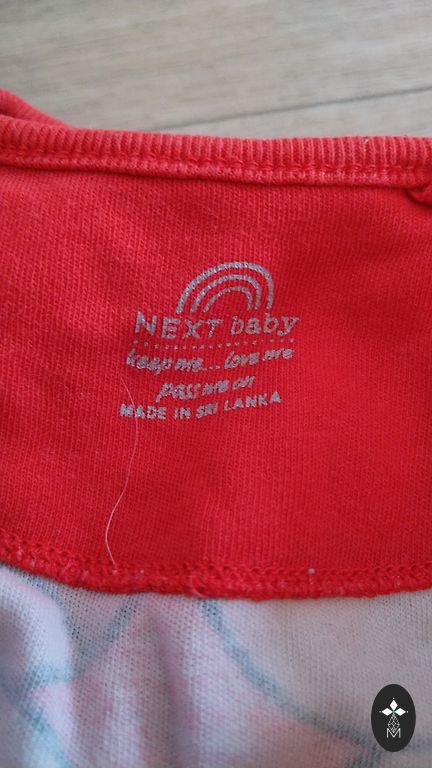 NEXT baby
keep me... love me
pass me on
MADE IN SRI LANKA
M